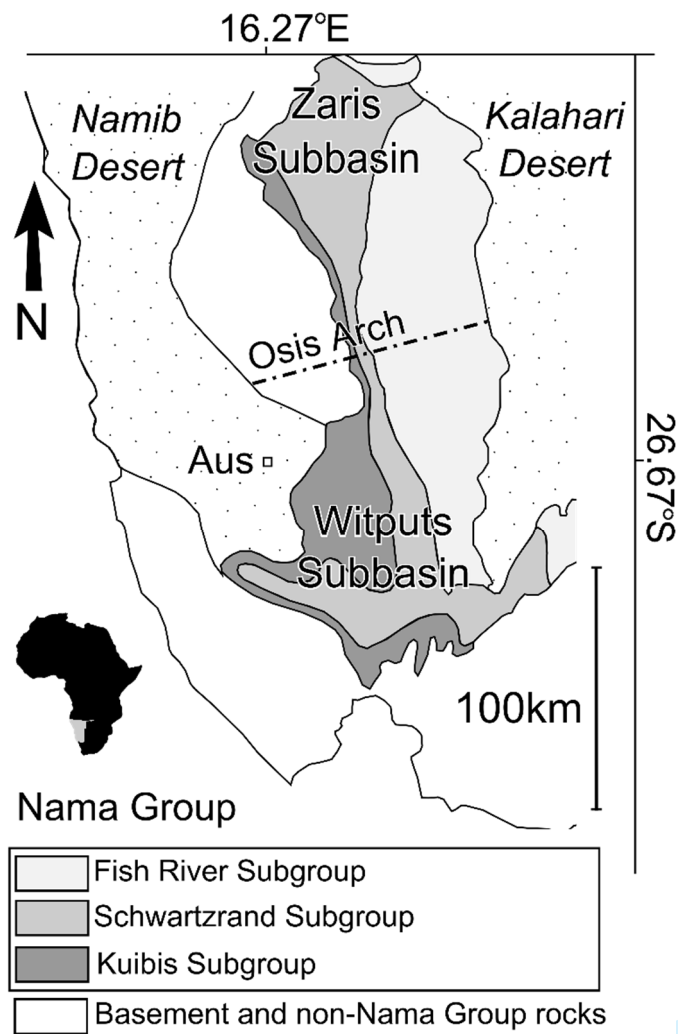 16.27°E
Namib
Desert
Zaris
Subbasin
Kalahari
Desert
N
Osis Arch
Aus
26.67°S
Witputs
Subbasin
100km
Nama Group
Fish River Subgroup
Schwartzrand Subgroup
Kuibis Subgroup
Basement and non-Nama Group rocks